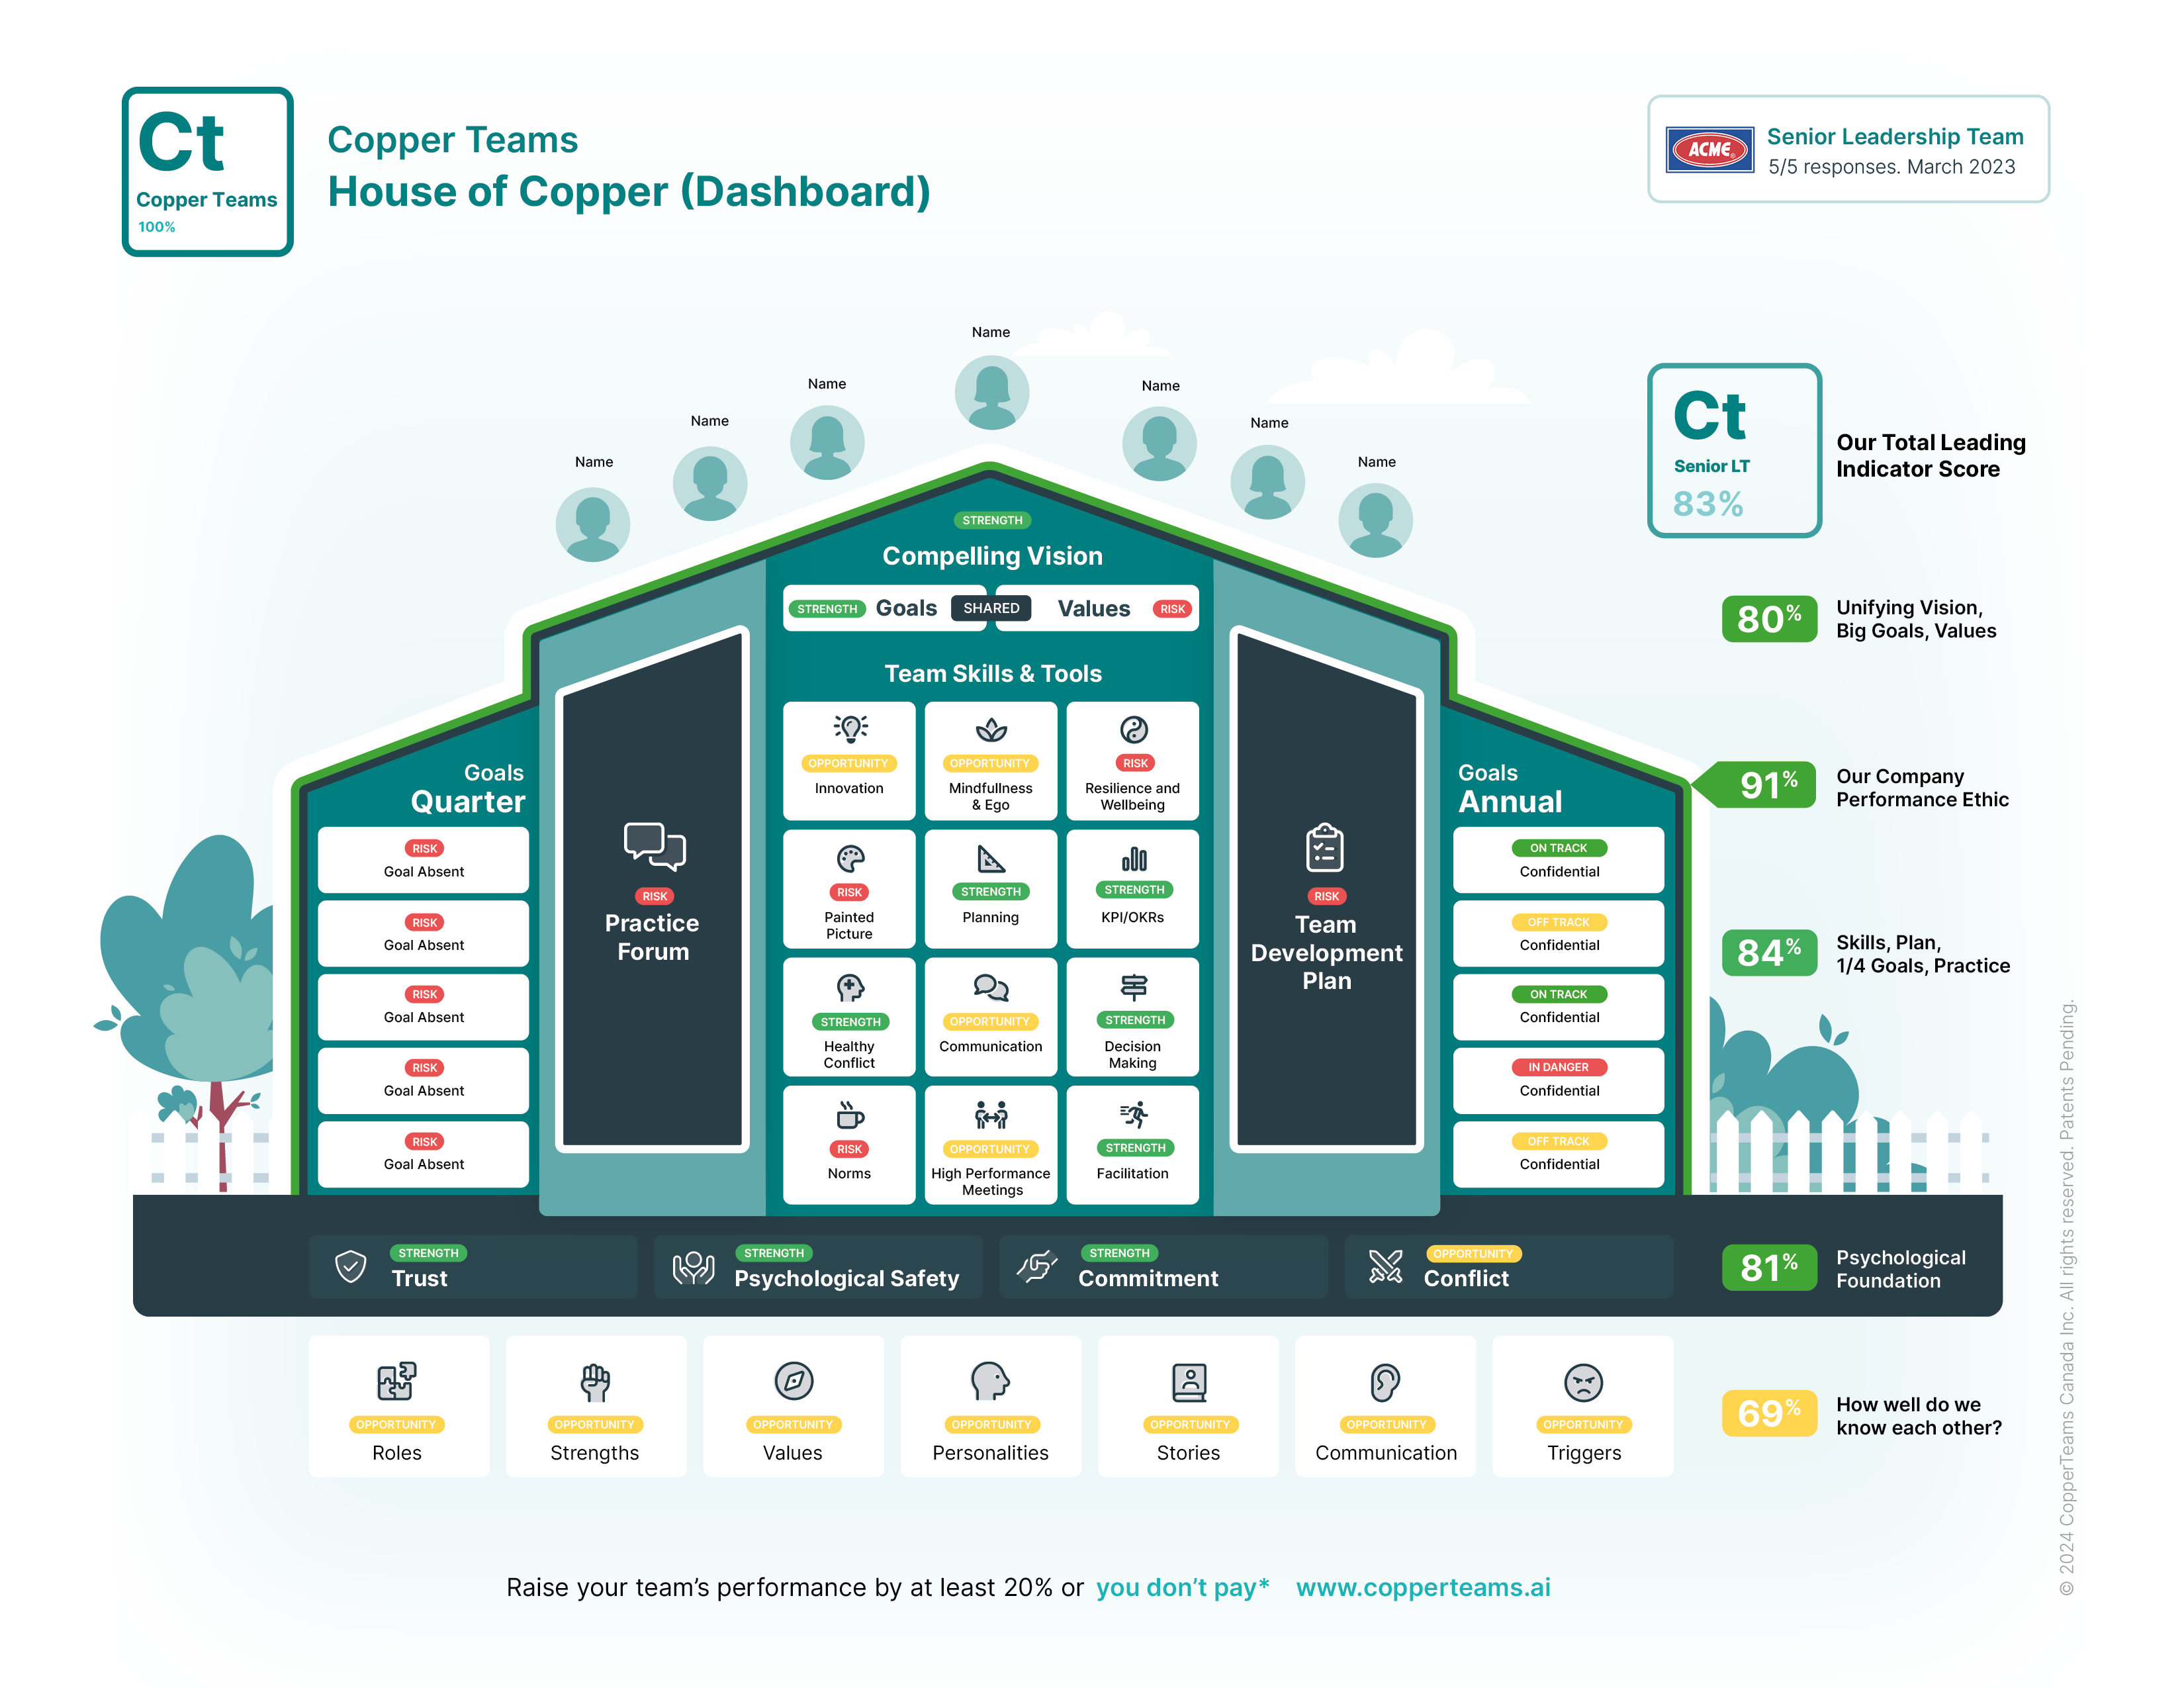 Ct
Copper Teams
100%
Copper Teams
House of Copper (Dashboard)
ACME
Senior Leadership Team
5/5 responses. March 2023
Name
Name
Name
Name
Name
Name
Name
Ct
Senior LT
83%
Our Total Leading
Indicator Score
STRENGTH
Compelling Vision
STRENGTH Goals SHARED Values RISK
80%
Unifying Vision,
Big Goals, Values
Team Skills & Tools
OPPORTUNITY
Innovation
OPPORTUNITY
Mindfullness
& Ego
RISK
Resilience and
Wellbeing
RISK
Painted
Picture
STRENGTH
Planning
STRENGTH
KPI/OKRs
STRENGTH
Healthy
Conflict
OPPORTUNITY
Communication
STRENGTH
Decision
Making
RISK
Norms
OPPORTUNITY
High Performance
Meetings
STRENGTH
Facilitation
Goals
Quarter
RISK
Goal Absent
RISK
Goal Absent
RISK
Goal Absent
RISK
Goal Absent
RISK
Goal Absent
RISK
Practice
Forum
RISK
Team
Development
Plan
Goals
Annual
ON TRACK
Confidential
OFF TRACK
Confidential
ON TRACK
Confidential
IN DANGER
Confidential
OFF TRACK
Confidential
91%
Our Company
Performance Ethic
84%
Skills, Plan,
1/4 Goals, Practice
STRENGTH
Trust
STRENGTH
Psychological Safety
STRENGTH
Commitment
OPPORTUNITY
Conflict
81%
Psychological
Foundation
OPPORTUNITY
Roles
OPPORTUNITY
Strengths
OPPORTUNITY
Values
OPPORTUNITY
Personalities
OPPORTUNITY
Stories
OPPORTUNITY
Communication
OPPORTUNITY
Triggers
69%
How well do we
know each other?
© 2024 CopperTeams Canada Inc. All rights reserved. Patents Pending.
Raise your team’s performance by at least 20% or you don’t pay* www.copperteams.ai